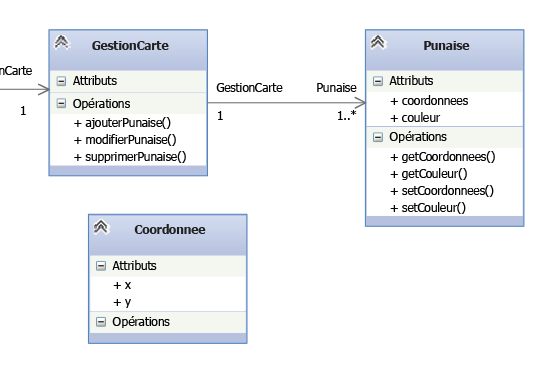 GestionCarte
Attributs
Opérations
+ ajouterPunaise()
+ modifierPunaise()
+ supprimerPunaise()
1
GestionCarte
Punaise
1
1..*
Punaise
Attributs
+ coordonnees
+ couleur
Opérations
+ getCoordonnees()
+ getCouleur()
+ setCoordonnees()
+ setCouleur()
Coordonnee
Attributs
+ x
+ y
Opérations